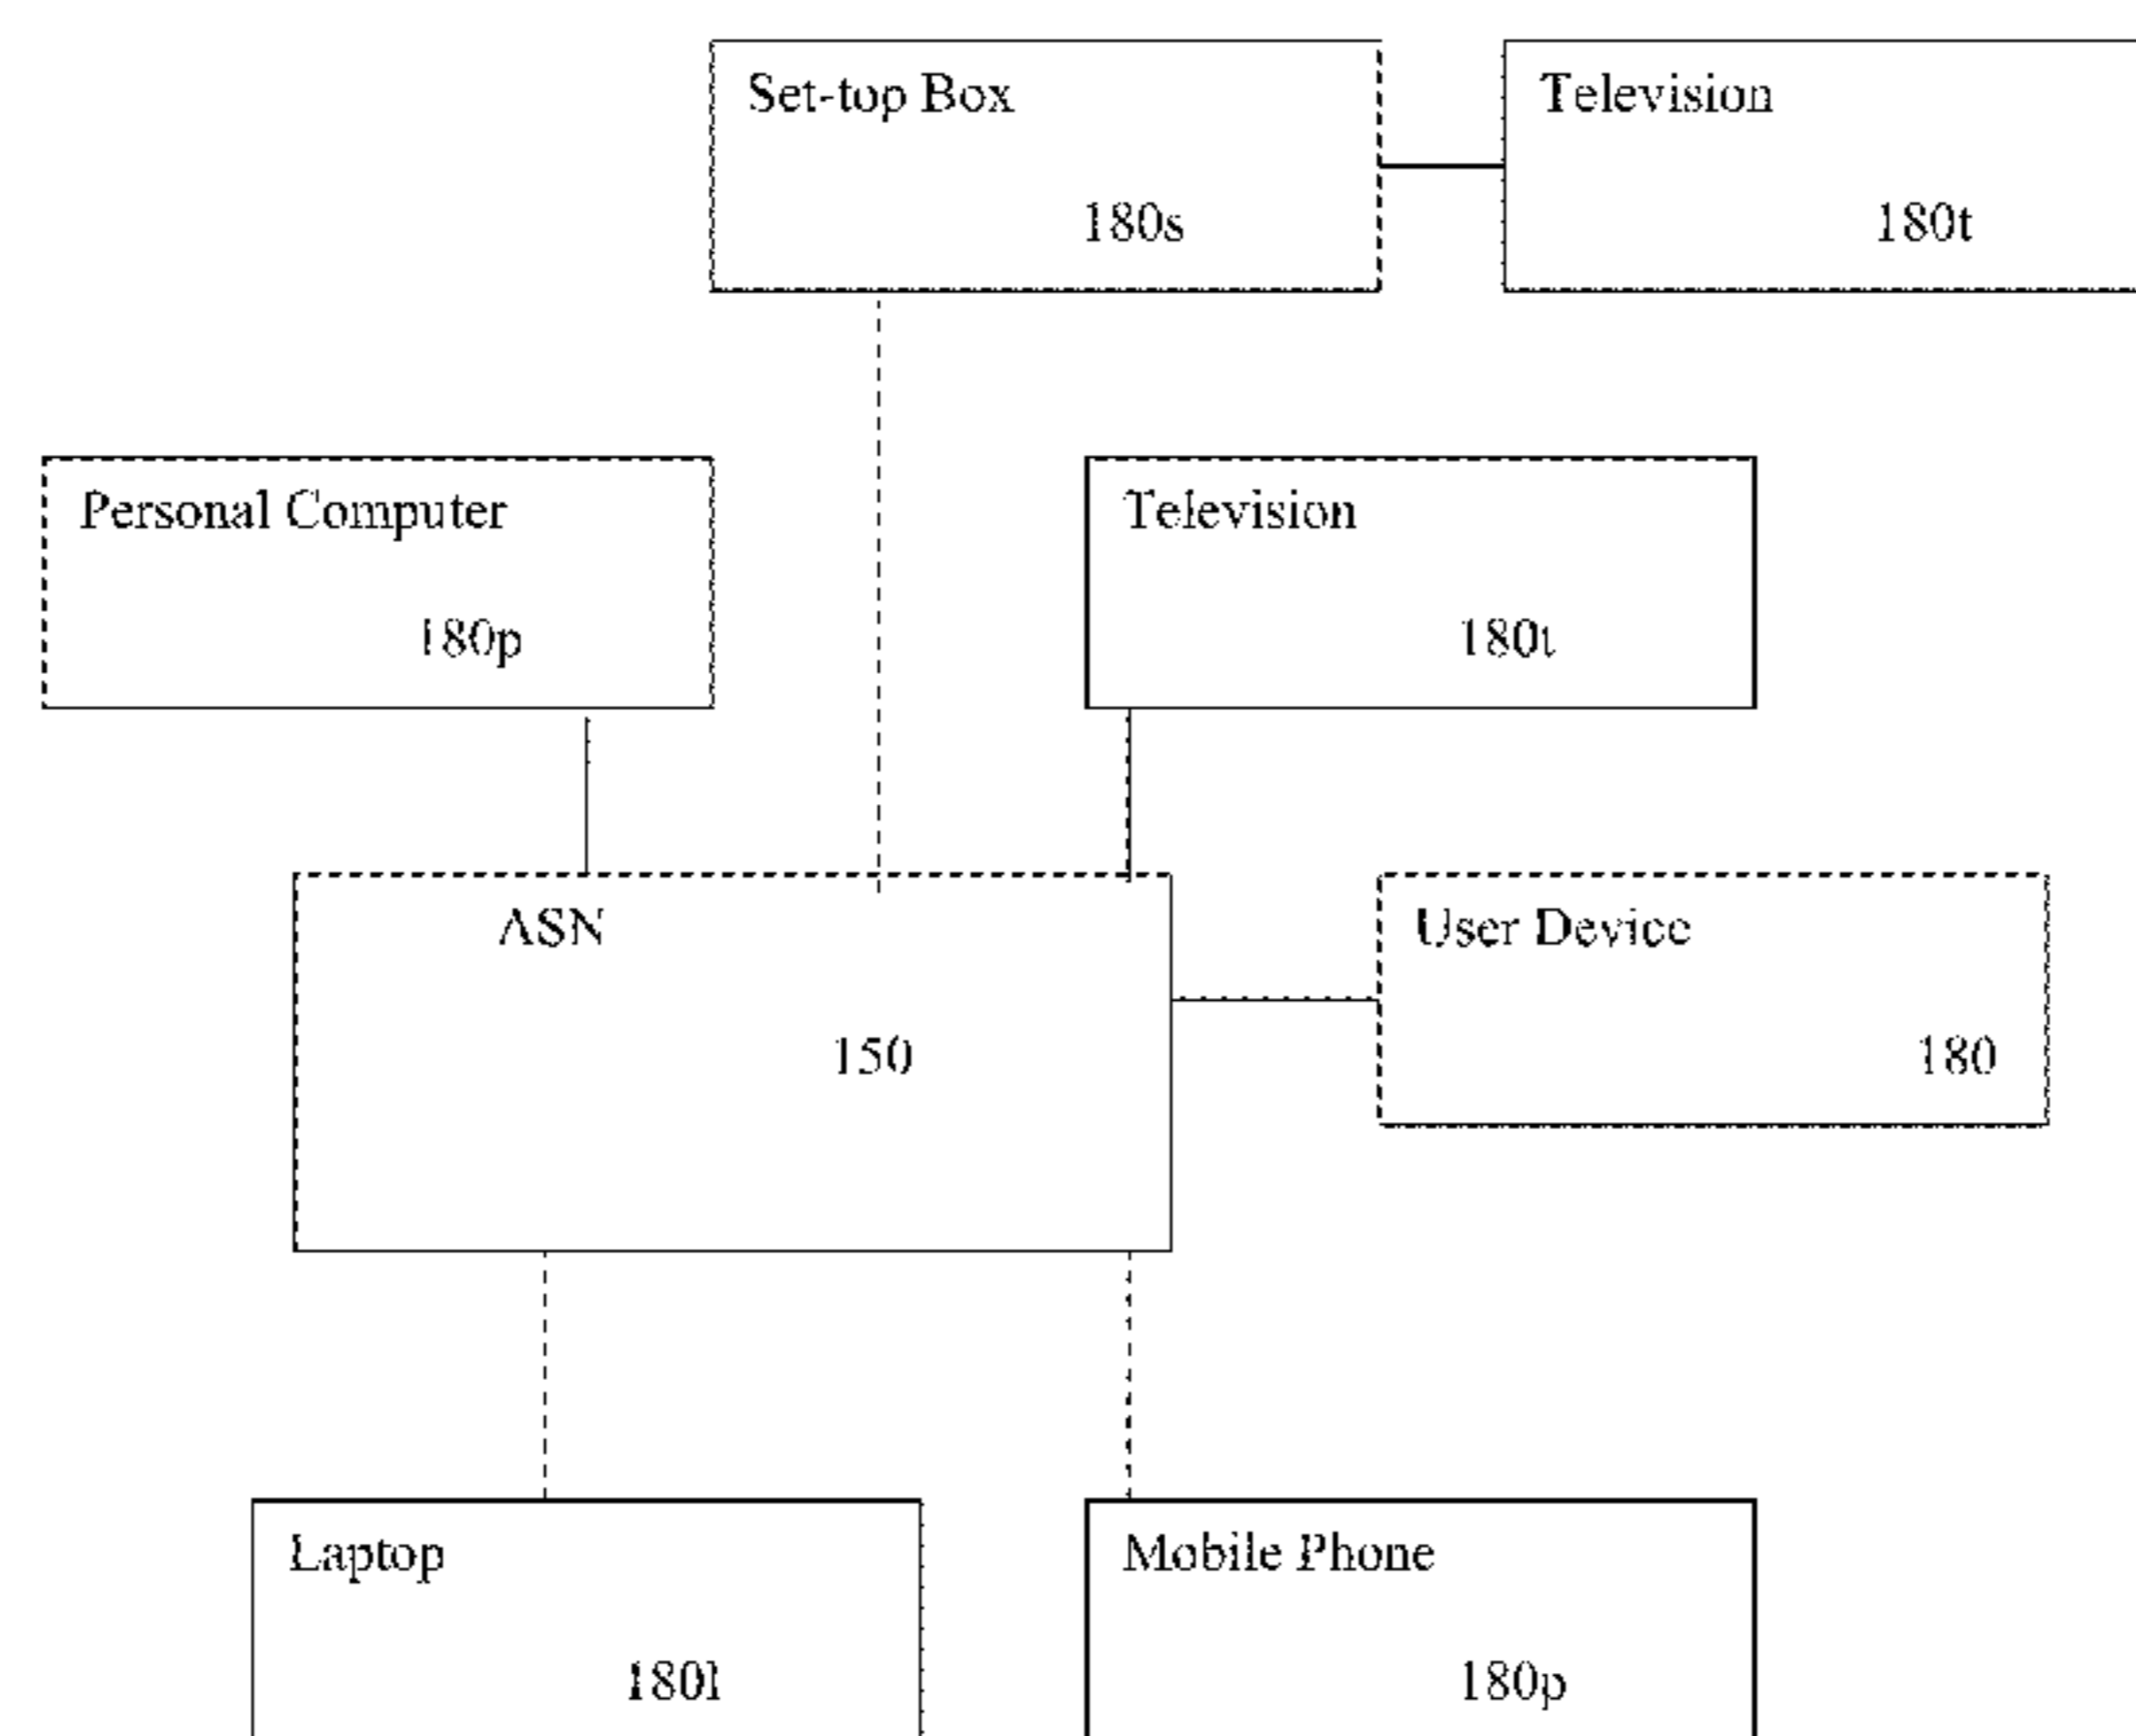 Set-top Box
180s
Television
180t
Personal Computer
180p
Television
180t
ASN
150
User Device
180
Laptop
180l
Mobile Phone
180p